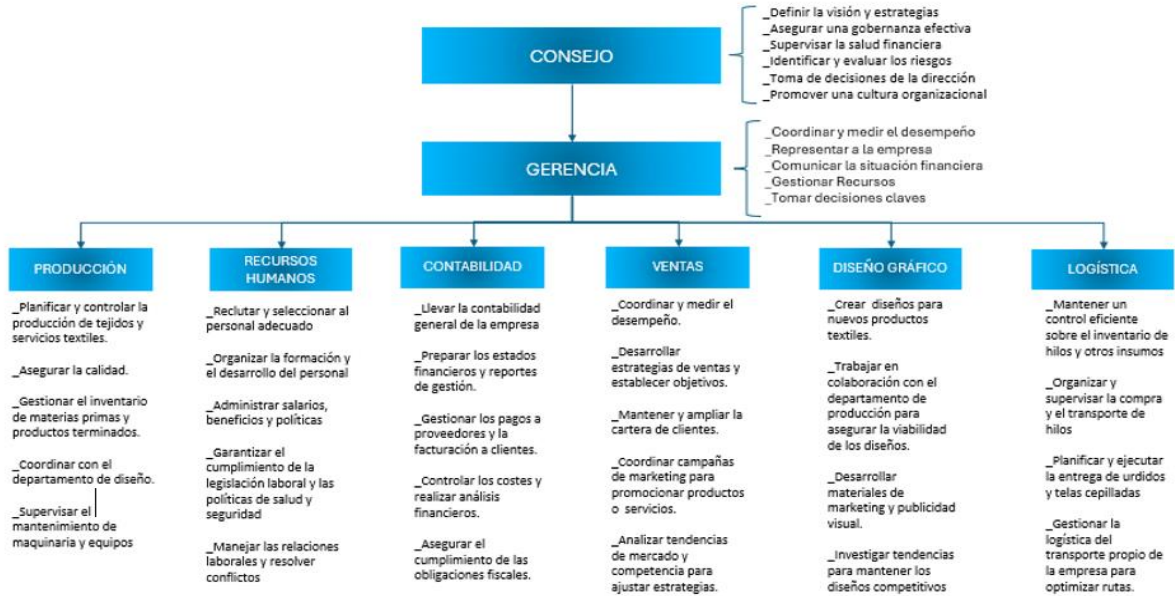 CONSEJO
_Definir la visión y estrategias
_Asegurar una gobernanza efectiva
_Supervisar la salud financiera
_Identificar y evaluar los riesgos
_Toma de decisiones de la dirección
_Promover una cultura organizacional
GERENCIA
_Coordinar y medir el desempeño
_Representar a la empresa
_Comunicar la situación financiera
_Gestionar Recursos
_Tomar decisiones claves
PRODUCCIÓN
_Planificar y controlar la
producción de tejidos y
servicios textiles.
_Asegurar la calidad.
_Gestionar el inventario
de materias primas y
productos terminados.
_Coordinar con el
departamento de diseño.
_Supervisar el
mantenimiento de
maquinaria y equipos
RECURSOS
HUMANOS
_Reclutar y seleccionar al
personal adecuado
_Organizar la formación y
el desarrollo del personal
_Administrar salarios,
beneficios y políticas
_Garantizar el
cumplimiento de la
legislación laboral y las
políticas de salud y
seguridad
_Manejar las relaciones
laborales y resolver
conflictos
CONTABILIDAD
_Llevar la contabilidad
general de la empresa
_Preparar los estados
financieros y reportes
de gestión.
_Gestionar los pagos a
proveedores y la
facturación a clientes.
_Controlar los costes y
realizar análisis
financieros.
_Asegurar el
cumplimiento de las
obligaciones fiscales.
VENTAS
_Coordinar y medir el
desempeño.
_Desarrollar
estrategias de ventas y
establecer objetivos.
_Mantener y ampliar la
cartera de clientes.
_Coordinar campañas
de marketing para
promocionar productos
o servicios.
_Analizar tendencias
de mercado y
competencia para
ajustar estrategias.
DISEÑO GRÁFICO
_Crear diseños para
nuevos productos
textiles.
_Trabajar en
colaboración con el
departamento de
producción para
asegurar la viabilidad
de los diseños.
_Desarrollar
materiales de
marketing y publicidad
visual.
_Investigar tendencias
para mantener los
diseños competitivos
LOGÍSTICA
_Mantener un
control eficiente
sobre el inventario de
hilos y otros insumos
_Organizar y
supervisar la compra
y el transporte de
hilos
_Planificar y ejecutar
la entrega de urdidos
y telas cepilladas
_Gestionar la
logística del
transporte propio de
la empresa para
optimizar rutas.